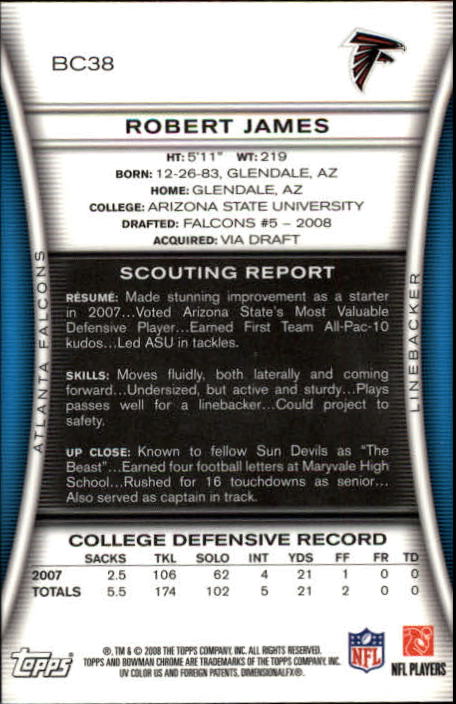 BC38
ROBERT JAMES
HT: 5'11" WT: 219
BORN: 12-26-83, GLENDALE, AZ
HOME: GLENDALE, AZ
COLLEGE: ARIZONA STATE UNIVERSITY
DRAFTED: FALCONS #5 – 2008
ACQUIRED: VIA DRAFT
ATLANTA FALCONS
LINEBACKER
SCOUTING REPORT
RÉSUMÉ: Made stunning improvement as a starter
in 2007...Voted Arizona State's Most Valuable
Defensive Player...Earned First Team All-Pac-10
kudos...Led ASU in tackles.
SKILLS: Moves fluidly, both laterally and coming
forward...Undersized, but active and sturdy...Plays
passes well for a linebacker...Could project to
safety.
UP CLOSE: Known to fellow Sun Devils as "The
Beast"...Earned four football letters at Maryvale High
School...Rushed for 16 touchdowns as senior...
Also served as captain in track.
COLLEGE DEFENSIVE RECORD
SACKS TKL SOLO INT YDS FF FR TD
2007 2.5 106 62 4 21 1 0 0
TOTALS 5.5 174 102 5 21 2 0 0
Topps
®, TM & © 2008 THE TOPPS COMPANY, INC. ALL RIGHTS RESERVED.
TOPPS AND BOWMAN CHROME ARE TRADEMARKS OF THE TOPPS COMPANY, INC.
UV COLOR US AND FOREIGN PATENTS, DIMENSIONALFX®.
NFL
NFL PLAYERS